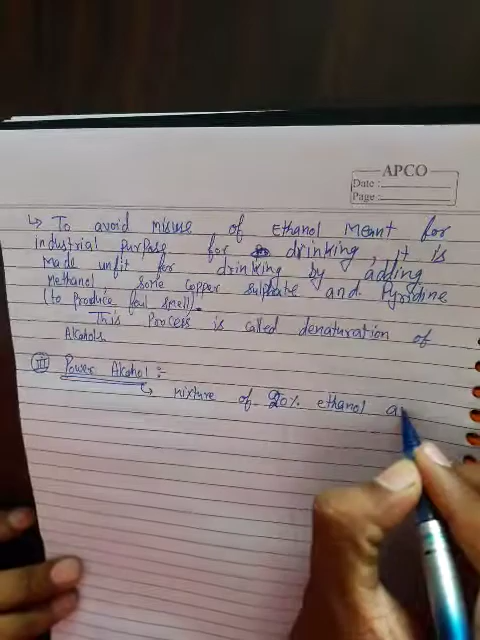 APCO
Date :
Page :
↳ To avoid misuse of Ethanol Meant for
industrial purpose for drinking, it is
made unfit for drinking by adding
methanol some copper sulphate and Pyridine
(to Produce foul smell).
This Process is called denaturation of
Alcohols
III Power Alcohol :
↳ mixture of 20% ethanol a